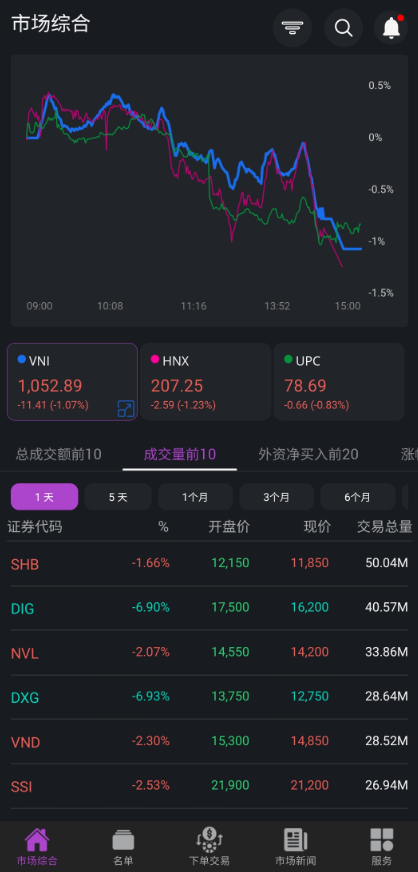 市场综合
0.5%
0%
-0.5%
-1%
-1.5%
09:00 10:08 11:16 13:52 15:00
VNI HNX UPC
1,052.89 207.25 78.69
-11.41 (-1.07%) -2.59 (-1.23%) -0.66 (-0.83%)
总成交额前10 成交量前10 外资净买入前20
1 天 5 天 1个月 3个月 6个月
证券代码 % 开盘价 现价 交易总量
SHB -1.66% 12,150 11,850 50.04M
DIG -6.90% 17,500 16,200 40.57M
NVL -2.07% 14,550 14,200 33.86M
DXG -6.93% 13,750 12,750 28.64M
VND -2.30% 15,300 14,850 28.52M
SSI -2.53% 21,900 21,200 26.94M
市场综合 名单 下单交易 市场新闻 服务